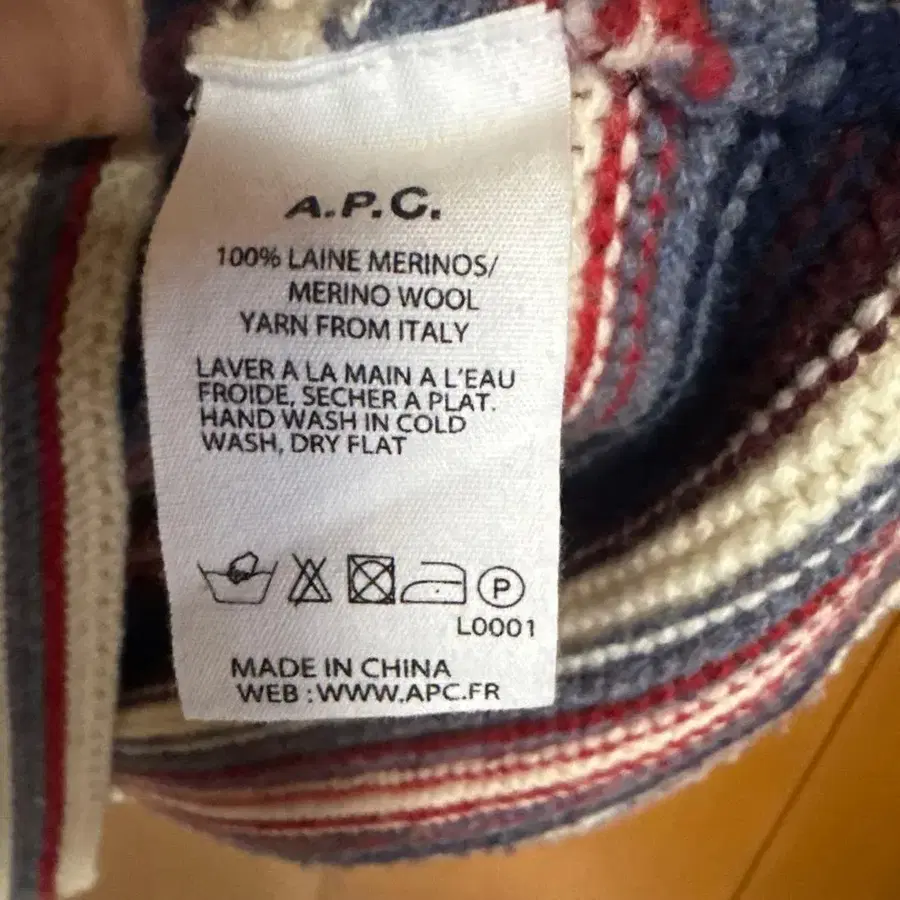 A.P.C.
100% LAINE MERINOS/
MERINO WOOL
YARN FROM ITALY
LAVER A LA MAIN A L'EAU
FROIDE, SECHER A PLAT.
HAND WASH IN COLD
WASH, DRY FLAT
P
L0001
MADE IN CHINA
WEB : WWW.APC.FR